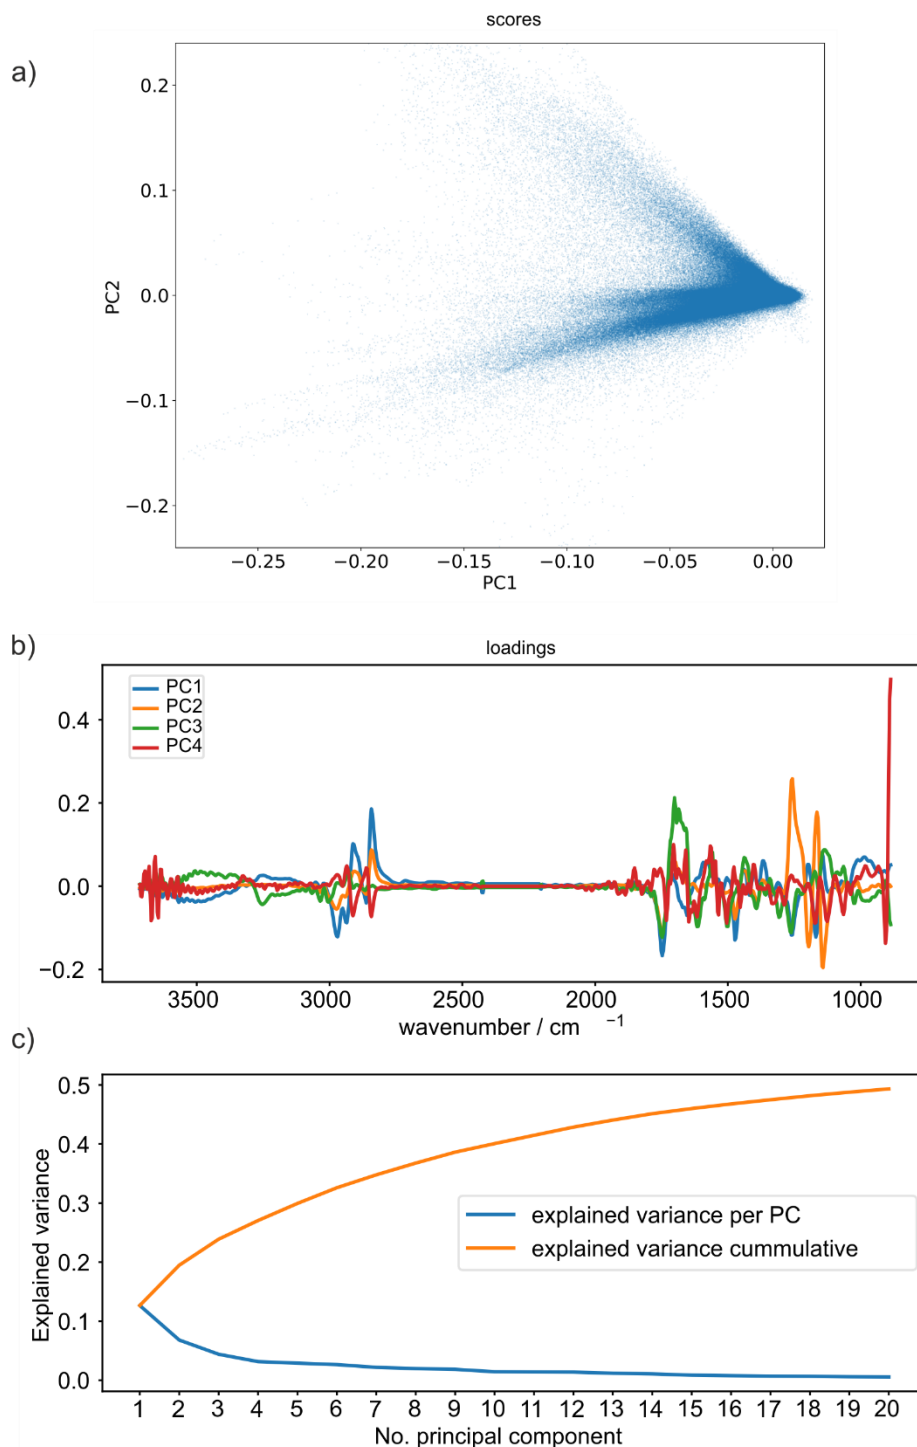 scores
a)
0.2
0.1
0.0
−0.1
−0.2
PC2
−0.25 −0.20 −0.15 −0.10 −0.05 0.00
PC1
b)
loadings
PC1
PC2
PC3
PC4
0.4
0.2
0.0
−0.2
3500 3000 2500 2000 1500 1000
wavenumber / cm −1
c)
0.5
0.4
0.3
0.2
0.1
0.0
Explained variance
explained variance per PC
explained variance cummulative
1 2 3 4 5 6 7 8 9 10 11 12 13 14 15 16 17 18 19 20
No. principal component